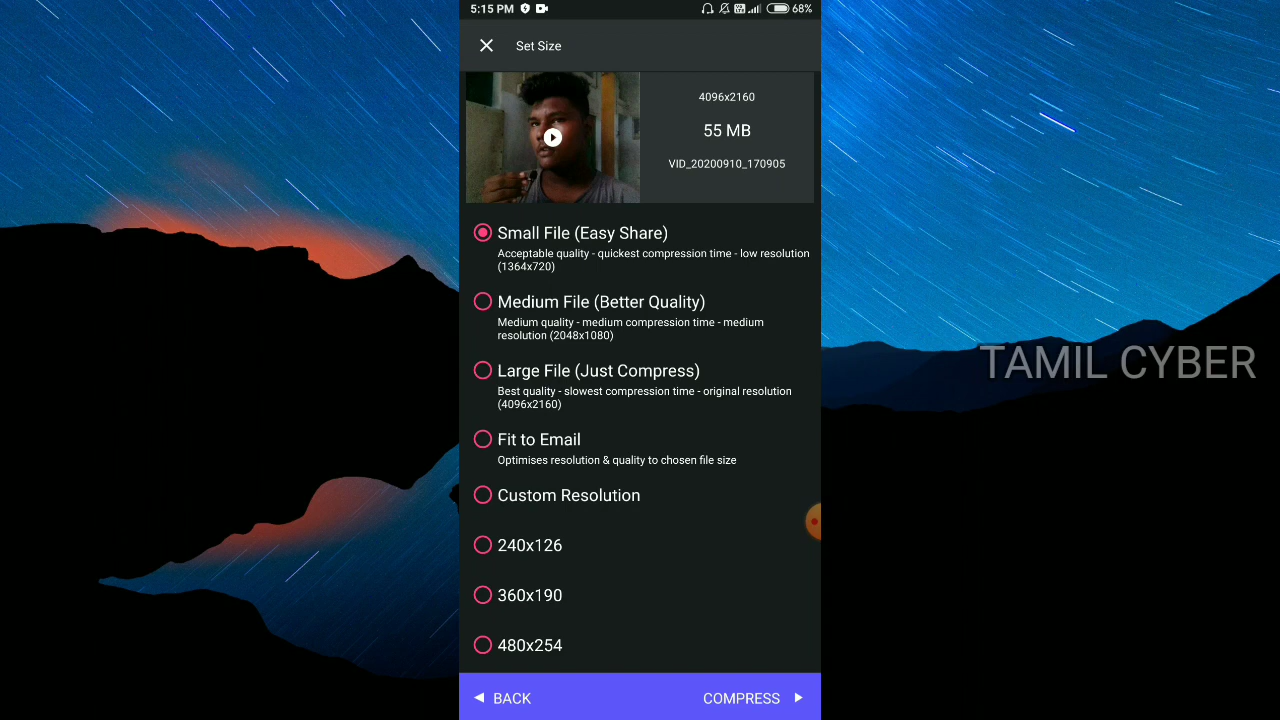 5:15 PM
68%
Set Size
4096x2160
55 MB
VID_20200910_170905
Small File (Easy Share)
Acceptable quality - quickest compression time - low resolution
(1364x720)
Medium File (Better Quality)
Medium quality - medium compression time - medium
resolution (2048x1080)
Large File (Just Compress)
Best quality - slowest compression time - original resolution
(4096x2160)
Fit to Email
Optimises resolution & quality to chosen file size
Custom Resolution
240x126
360x190
480x254
BACK
COMPRESS
TAMIL CYBER